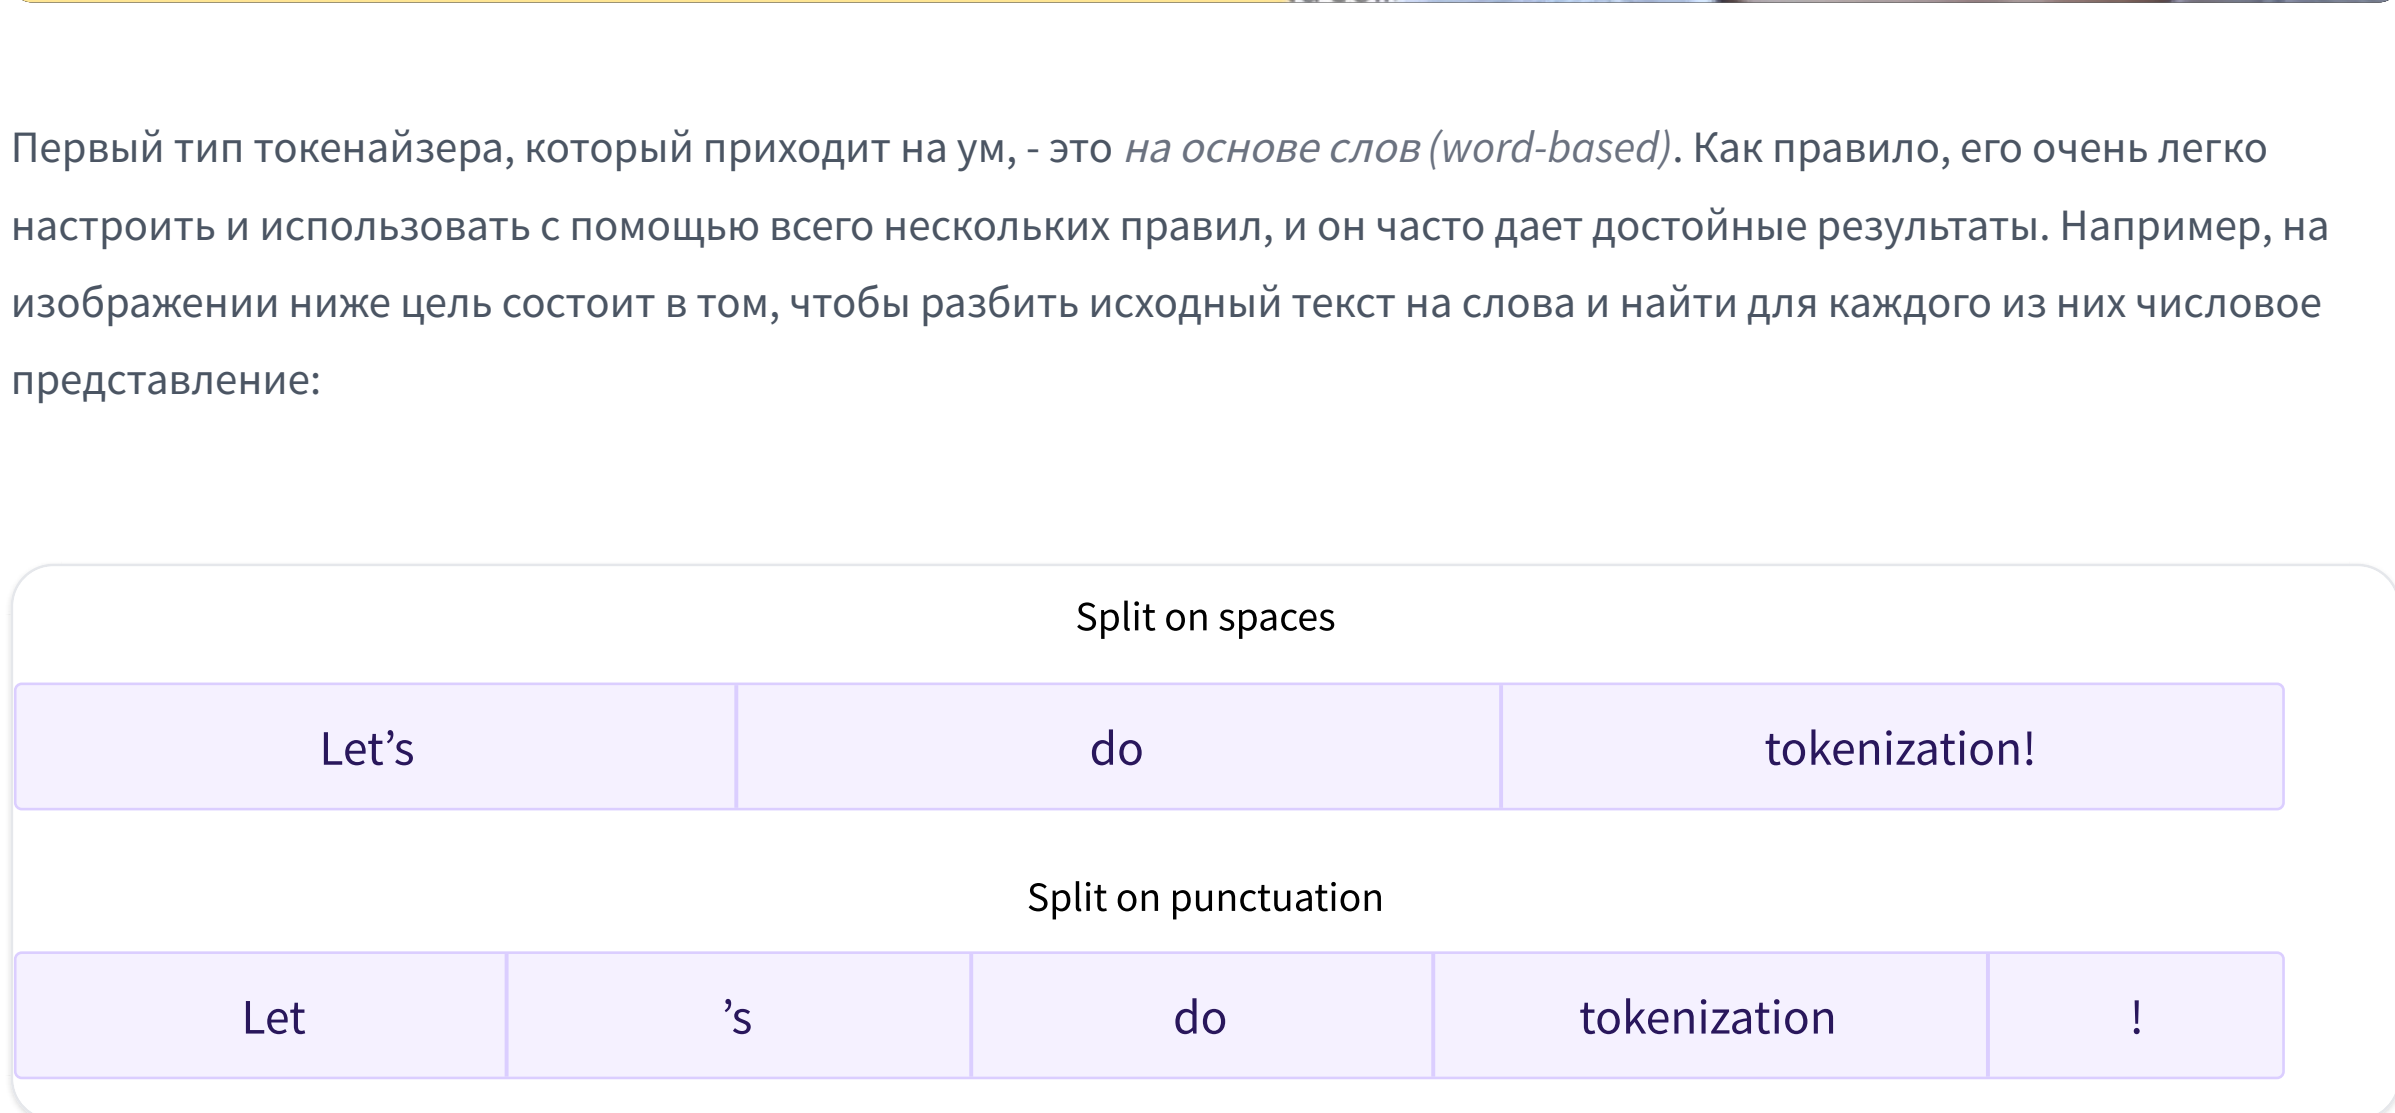 Первый тип токенайзера, который приходит на ум, - это на основе слов (word-based). Как правило, его очень легко
настроить и использовать с помощью всего нескольких правил, и он часто дает достойные результаты. Например, на
изображении ниже цель состоит в том, чтобы разбить исходный текст на слова и найти для каждого из них числовое
представление:
Split on spaces
Let’s do tokenization!
Split on punctuation
Let ’s do tokenization !